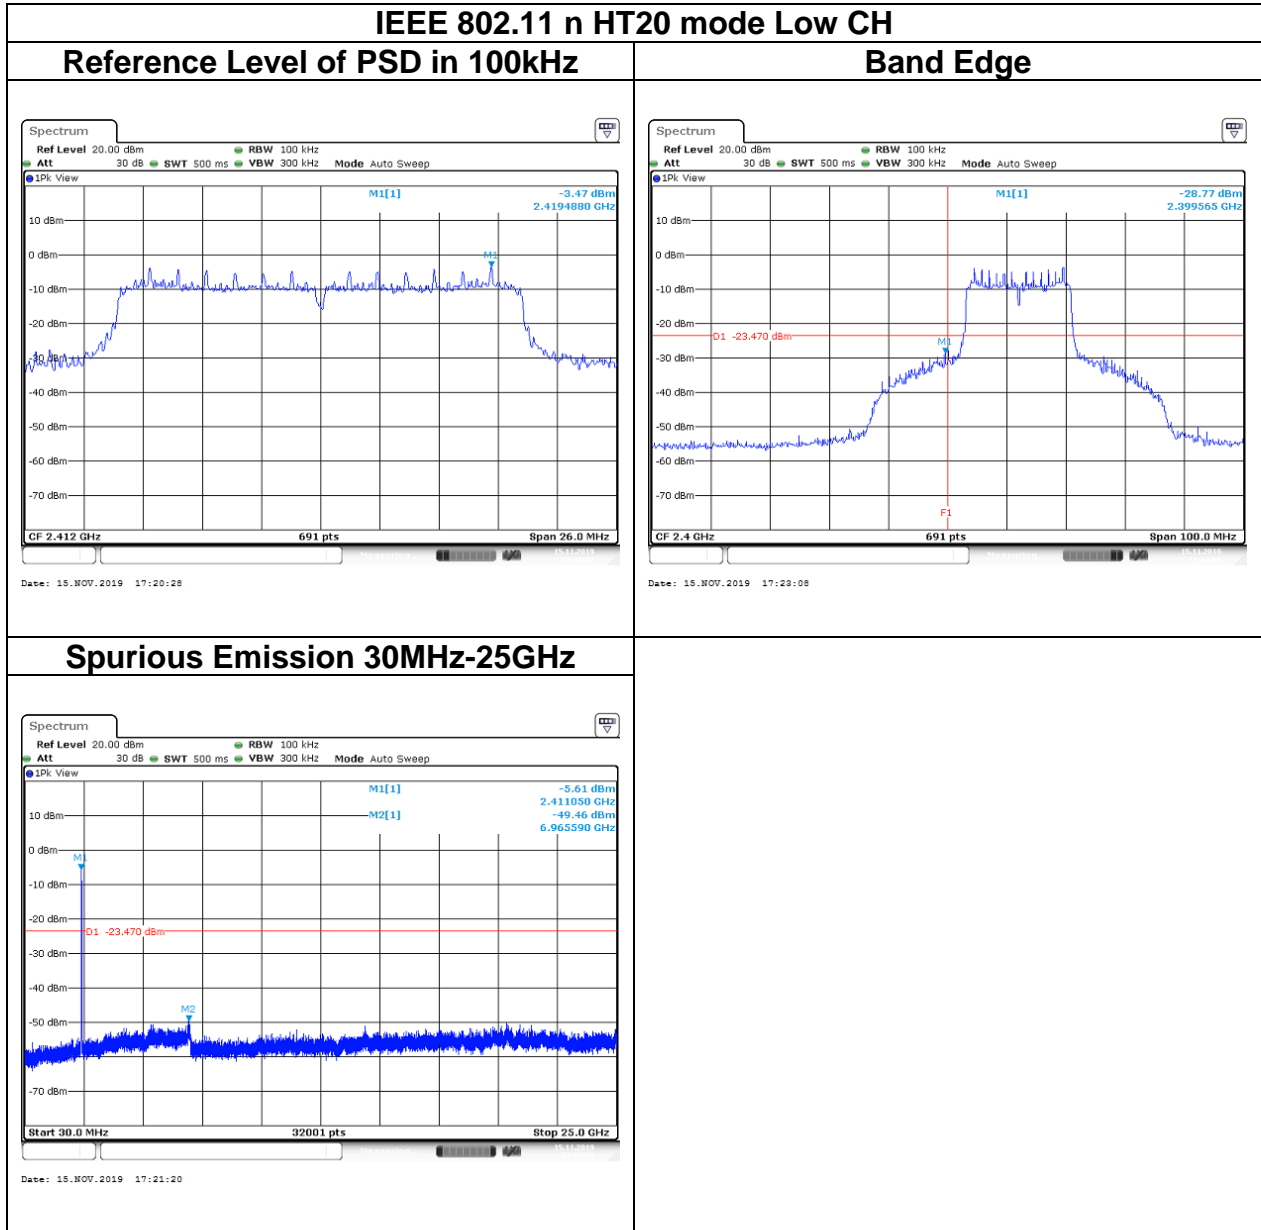 IEEE 802.11 n HT20 mode Low CH
Reference Level of PSD in 100kHz
Spectrum
Ref Level 20.00 dBm RBW 100 kHz
Att 30 dB SWT 500 ms VBW 300 kHz Mode Auto Sweep
1Pk View
M1[1] -3.47 dBm
2.4194880 GHz
10 dBm
0 dBm
M1
-10 dBm
-20 dBm
-30 dBm
-40 dBm
-50 dBm
-60 dBm
-70 dBm
CF 2.412 GHz 691 pts Span 26.0 MHz
Date: 15.NOV.2019 17:20:28
Band Edge
Spectrum
Ref Level 20.00 dBm RBW 100 kHz
Att 30 dB SWT 500 ms VBW 300 kHz Mode Auto Sweep
1Pk View
M1[1] -28.77 dBm
2.399565 GHz
10 dBm
0 dBm
-10 dBm
-20 dBm
D1 -23.470 dBm
M1
-30 dBm
-40 dBm
-50 dBm
-60 dBm
-70 dBm
F1
CF 2.4 GHz 691 pts Span 100.0 MHz
Date: 15.NOV.2019 17:23:08
Spurious Emission 30MHz-25GHz
Spectrum
Ref Level 20.00 dBm RBW 100 kHz
Att 30 dB SWT 500 ms VBW 300 kHz Mode Auto Sweep
1Pk View
M1[1] -5.61 dBm
2.411050 GHz
10 dBm M2[1] -49.46 dBm
6.965590 GHz
0 dBm
M1
-10 dBm
-20 dBm
D1 -23.470 dBm
-30 dBm
-40 dBm
M2
-50 dBm
-70 dBm
Start 30.0 MHz 32001 pts Stop 25.0 GHz
Date: 15.NOV.2019 17:21:20